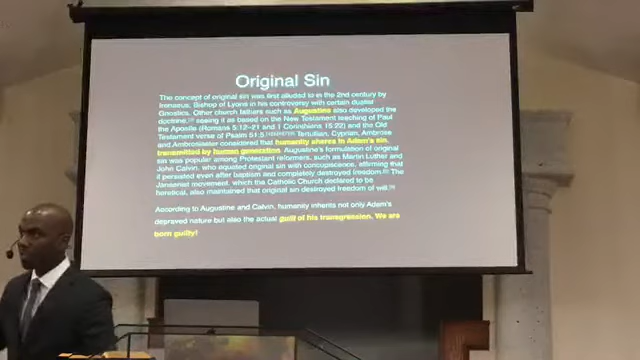 Original Sin
The concept of original sin was first alluded to in the 2nd century by
Irenaeus, Bishop of Lyons in his controversy with certain dualist
Gnostics. Other church fathers such as Augustine also developed the
doctrine, seeing it as based on the New Testament teaching of Paul
the Apostle (Romans 5:12–21 and 1 Corinthians 15:22) and the Old
Testament verse of Psalm 51:5. Tertullian, Cyprian, Ambrose
and Ambrosiaster considered that humanity shares in Adam's sin,
transmitted by human generation. Augustine's formulation of original
sin was popular among Protestant reformers, such as Martin Luther and
John Calvin, who equated original sin with concupiscence, affirming that
it persisted even after baptism and completely destroyed freedom. The
Jansenist movement, which the Catholic Church declared to be
heretical, also maintained that original sin destroyed freedom of will.
According to Augustine and Calvin, humanity inherits not only Adam's
depraved nature but also the actual guilt of his transgression. We are
born guilty!